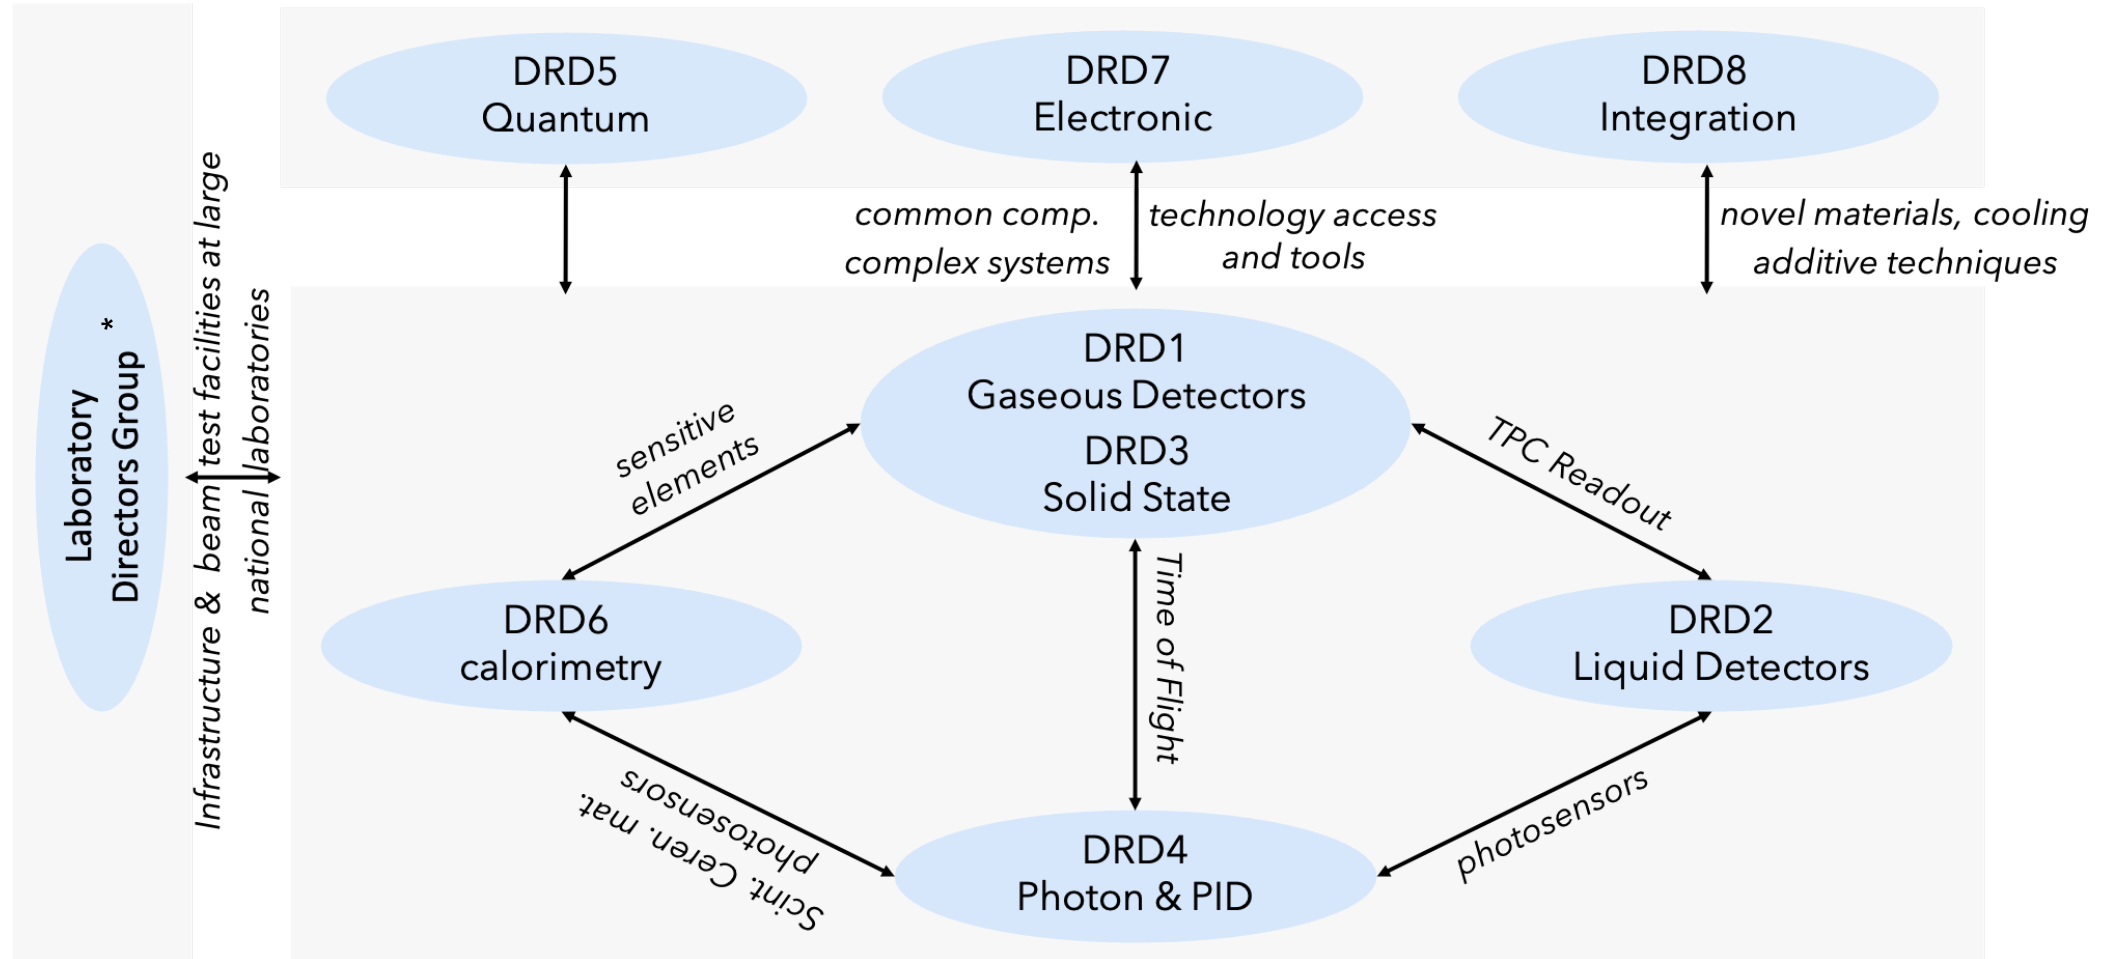 DRD5
Quantum
DRD7
Electronic
DRD8
Integration
Infrastructure & beam test facilities at large
national laboratories
Laboratory
Directors Group *
common comp.
complex systems
technology access
and tools
novel materials, cooling
additive techniques
DRD1
Gaseous Detectors
DRD3
Solid State
sensitive
elements
TPC Readout
Time of Flight
DRD6
calorimetry
DRD2
Liquid Detectors
Scint. Ceren. mat.
photosensors
photosensors
DRD4
Photon & PID